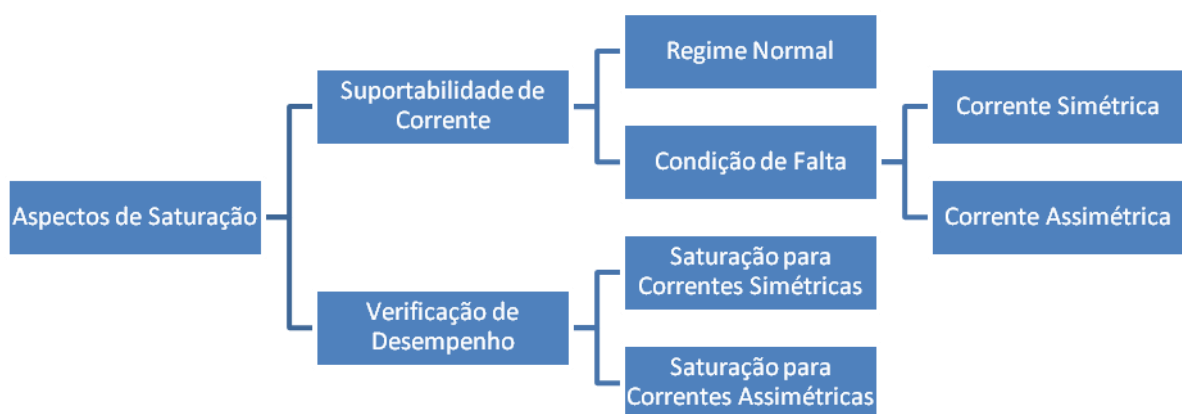 Aspectos de Saturação
Suportabilidade de
Corrente
Regime Normal
Condição de Falta
Corrente Simétrica
Corrente Assimétrica
Verificação de
Desempenho
Saturação para
Correntes Simétricas
Saturação para
Correntes Assimétricas